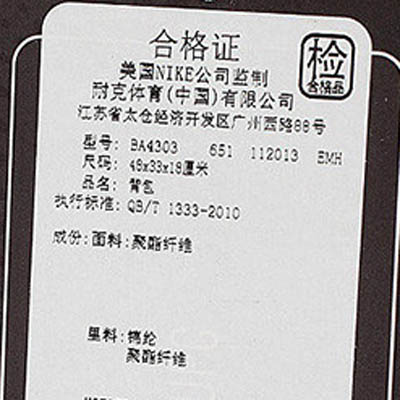 合格证
检
合格品
美国NIKE公司监制
耐克体育(中国)有限公司
江苏省太仓经济开发区广州西路88号
型号: BA4303 651 112013 EMH
尺码: 48x33x18厘米
品名: 背包
执行标准: QB/T 1333-2010
成份: 面料: 聚酯纤维
里料: 锦纶
聚酯纤维